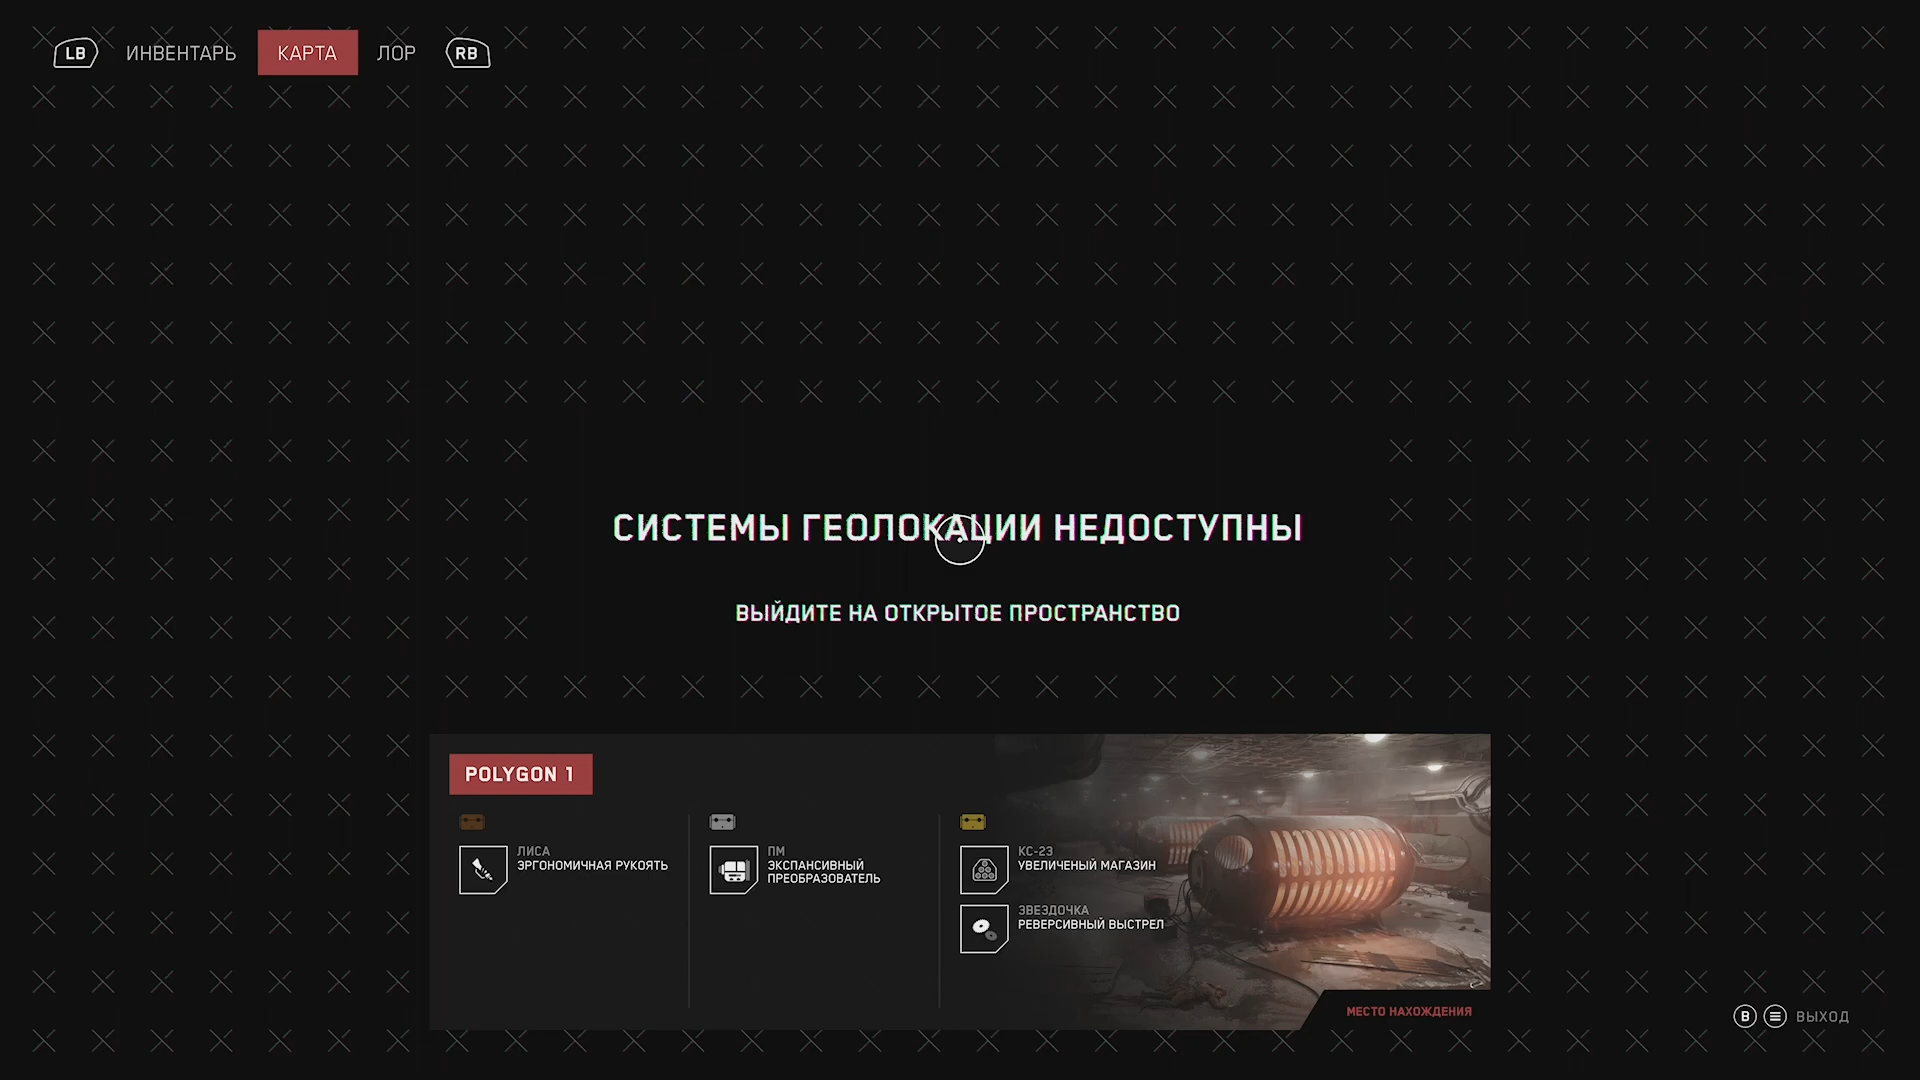 LB ИНВЕНТАРЬ КАРТА ЛОР RB
СИСТЕМЫ ГЕОЛОКАЦИИ НЕДОСТУПНЫ
ВЫЙДИТЕ НА ОТКРЫТОЕ ПРОСТРАНСТВО
POLYGON 1
ЛИСА
ЭРГОНОМИЧНАЯ РУКОЯТЬ
ПМ
ЭКСПАНСИВНЫЙ
ПРЕОБРАЗОВАТЕЛЬ
КС-23
УВЕЛИЧЕНЫЙ МАГАЗИН
ЗВЕЗДОЧКА
РЕВЕРСИВНЫЙ ВЫСТРЕЛ
МЕСТО НАХОЖДЕНИЯ
B ВЫХОД